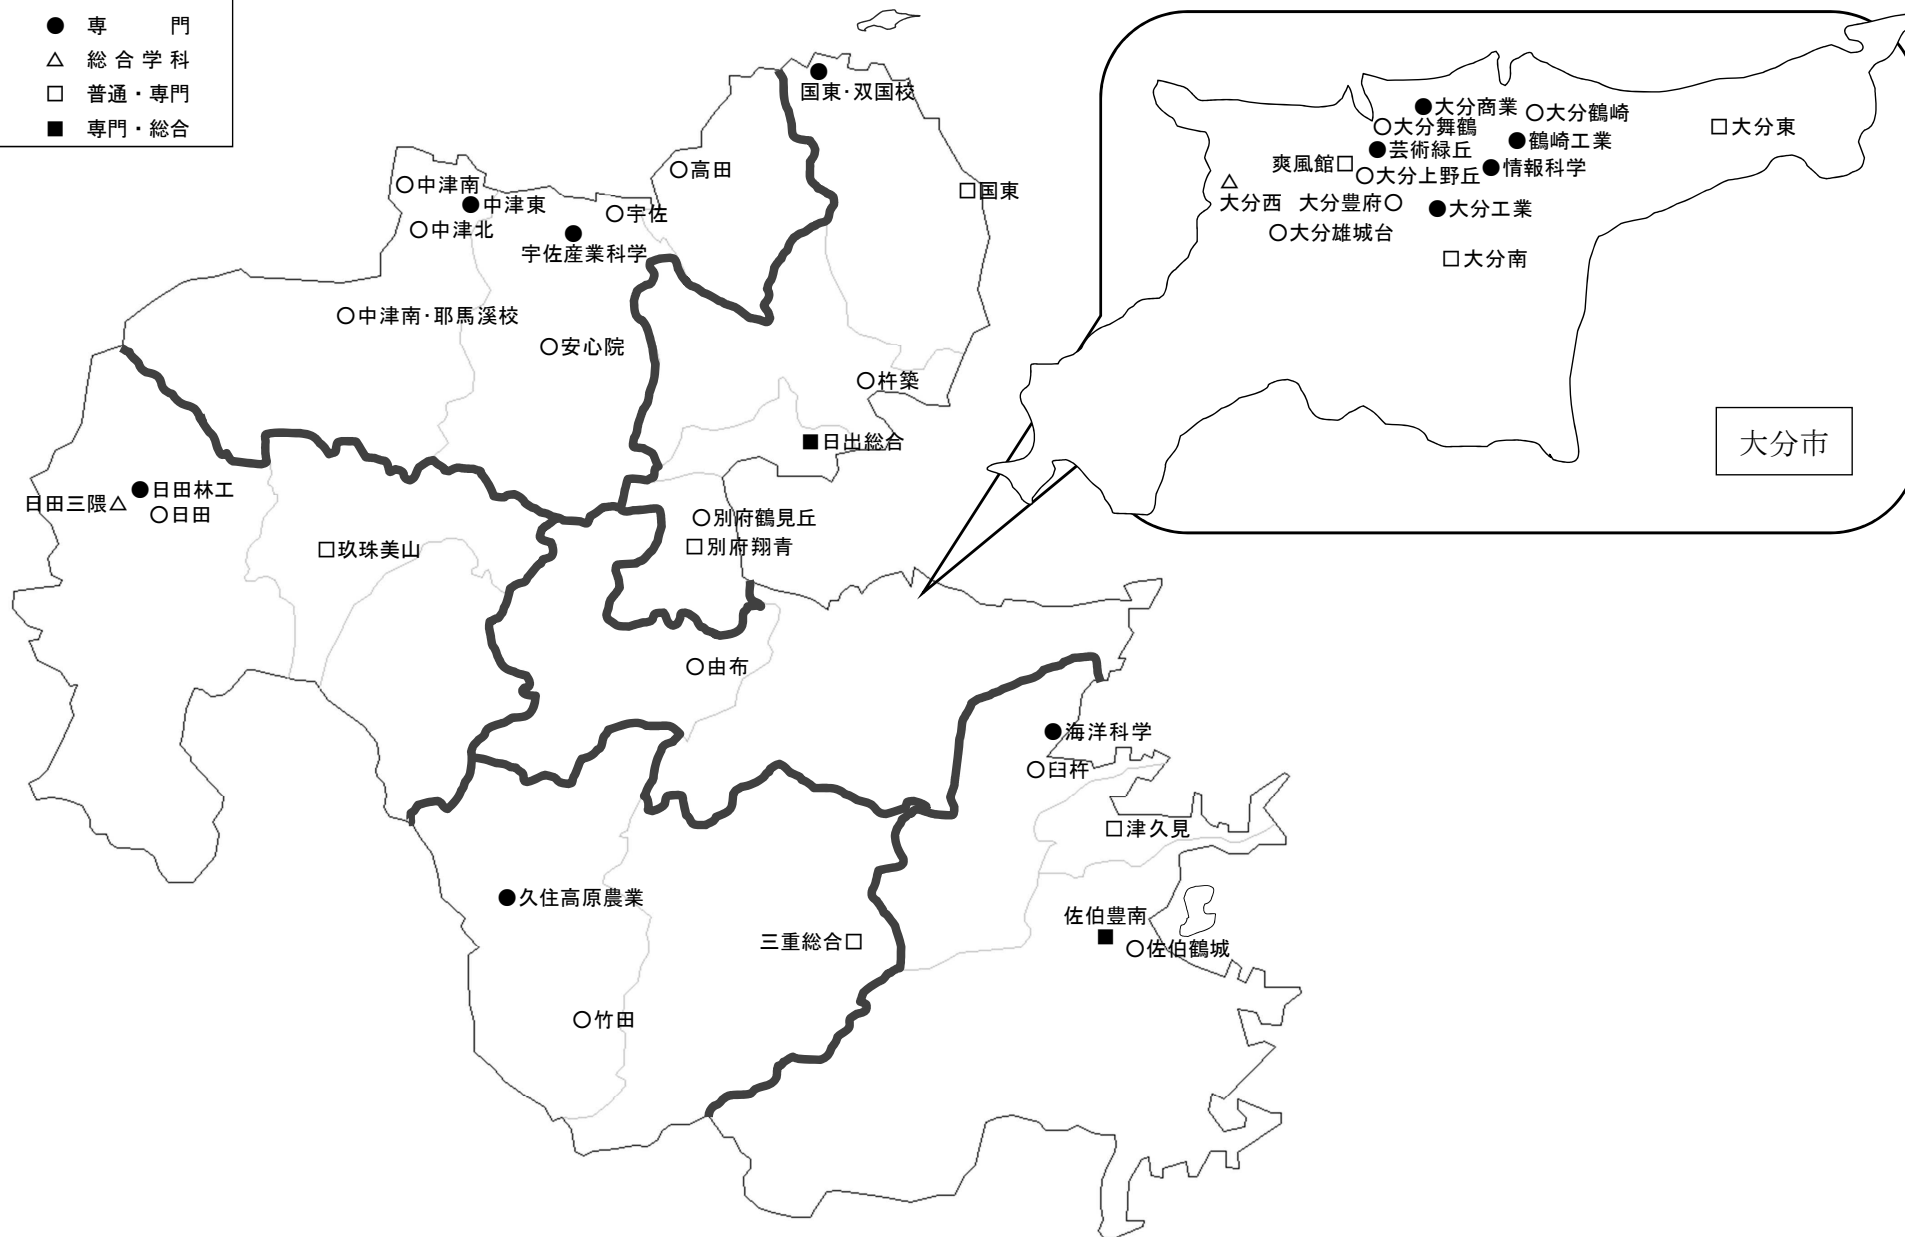 ● 専 門
△ 総合学科
□ 普通・専門
■ 専門・総合
●
国東・双国校
○高田
□国東
○中津南
●中津東
○中津北
○宇佐
●
宇佐産業科学
○中津南・耶馬溪校
○安心院
○杵築
■日出総合
●日田林工
日田三隈△
○日田
□玖珠美山
○別府鶴見丘
□別府翔青
○由布
●海洋科学
○臼杵
□津久見
●久住高原農業
三重総合□
佐伯豊南
■
○佐伯鶴城
○竹田
●大分商業
○大分鶴崎
○大分舞鶴
□大分東
●鶴崎工業
●芸術緑丘
爽風館□
●情報科学
○大分上野丘
△
大分西
大分豊府○
●大分工業
○大分雄城台
□大分南
大分市